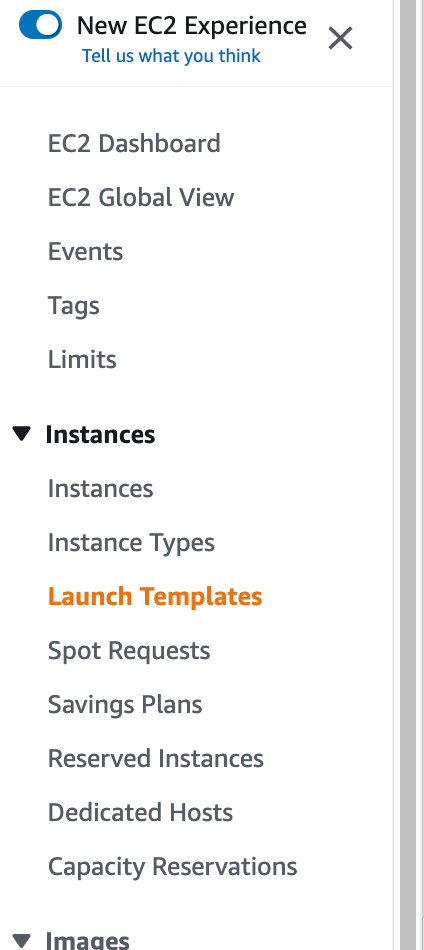 New EC2 Experience
Tell us what you think
EC2 Dashboard
EC2 Global View
Events
Tags
Limits
Instances
Instances
Instance Types
Launch Templates
Spot Requests
Savings Plans
Reserved Instances
Dedicated Hosts
Capacity Reservations
Images